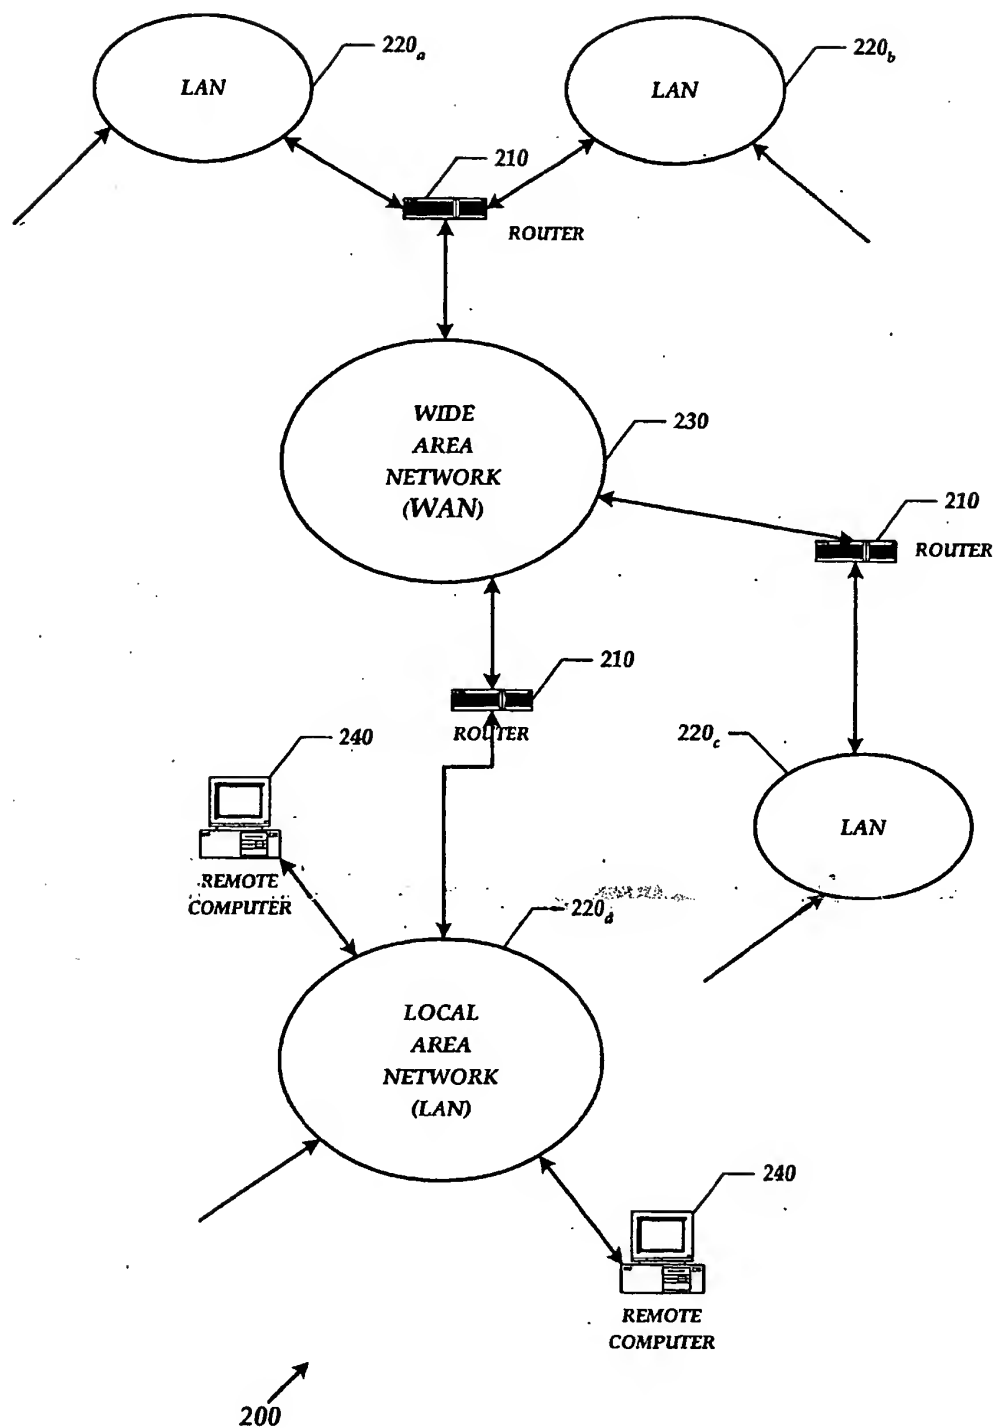 220a
LAN
220b
LAN
210
ROUTER
WIDE
AREA
NETWORK
(WAN)
230
210
ROUTER
210
ROUTER
240
REMOTE
COMPUTER
220c
LAN
220d
LOCAL
AREA
NETWORK
(LAN)
240
REMOTE
COMPUTER
200